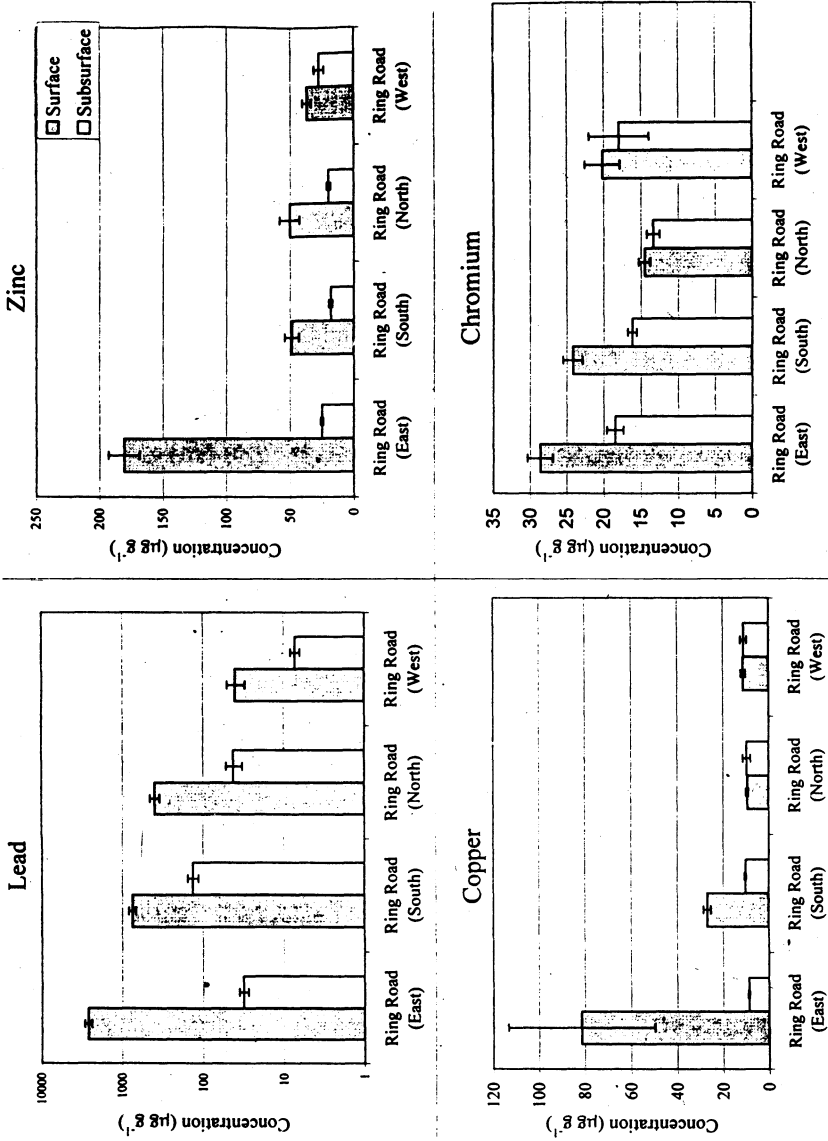 Lead
Concentration (µg g⁻¹)
10000
1000
100
10
1
Ring Road
(East)
Ring Road
(South)
Ring Road
(North)
Ring Road
(West)
Zinc
Surface
Subsurface
Concentration (µg g⁻¹)
250
200
150
100
50
0
Ring Road
(East)
Ring Road
(South)
Ring Road
(North)
Ring Road
(West)
Copper
Concentration (µg g⁻¹)
120
100
80
60
40
20
0
Ring Road
(East)
Ring Road
(South)
Ring Road
(North)
Ring Road
(West)
Chromium
Concentration (µg g⁻¹)
35
30
25
20
15
10
5
0
Ring Road
(East)
Ring Road
(South)
Ring Road
(North)
Ring Road
(West)